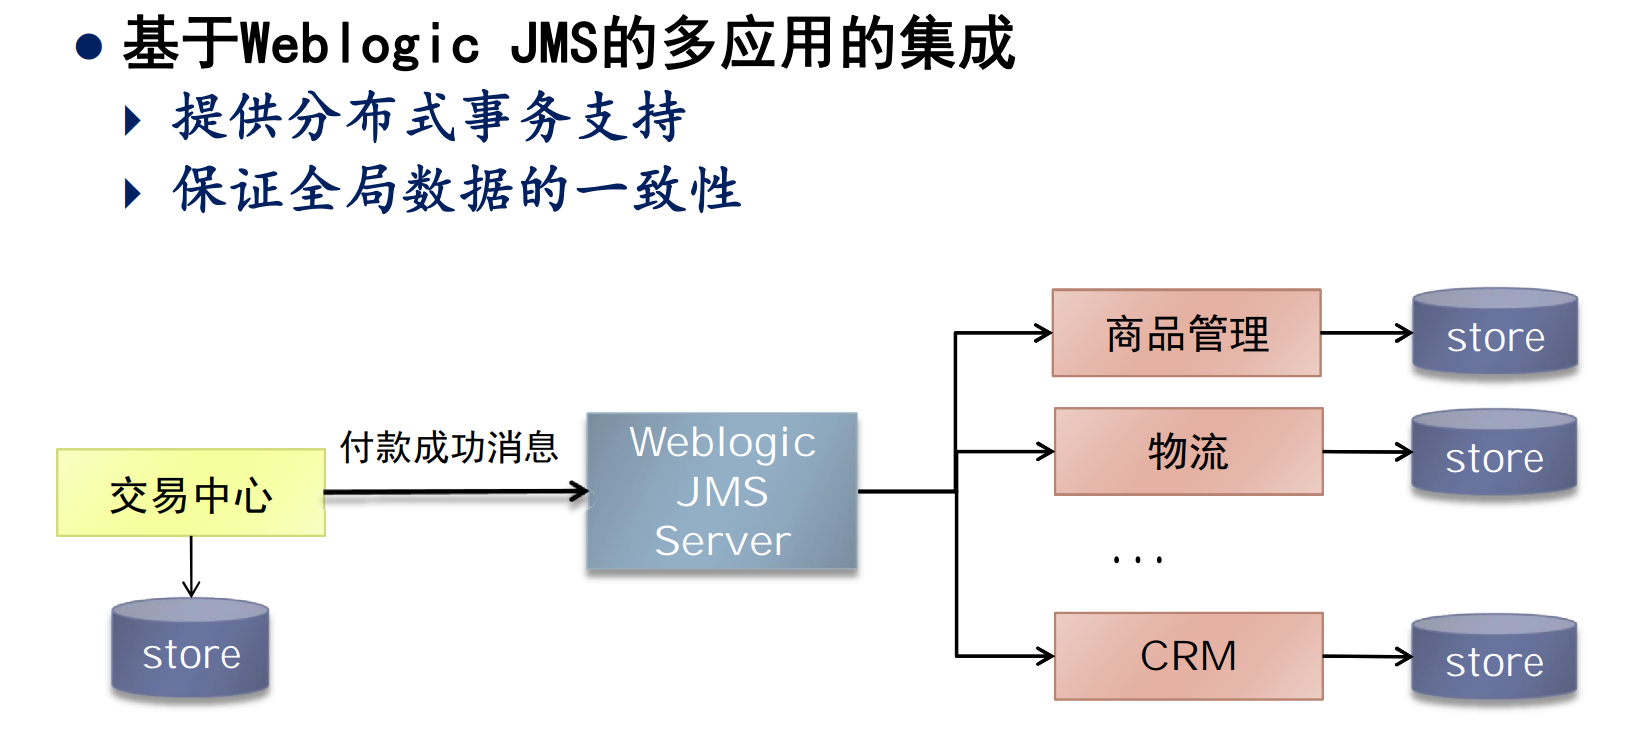 基于Weblogic JMS的多应用的集成
提供分布式事务支持
保证全局数据的一致性
商品管理
store
付款成功消息
Weblogic
JMS
Server
物流
store
交易中心
...
store
CRM
store